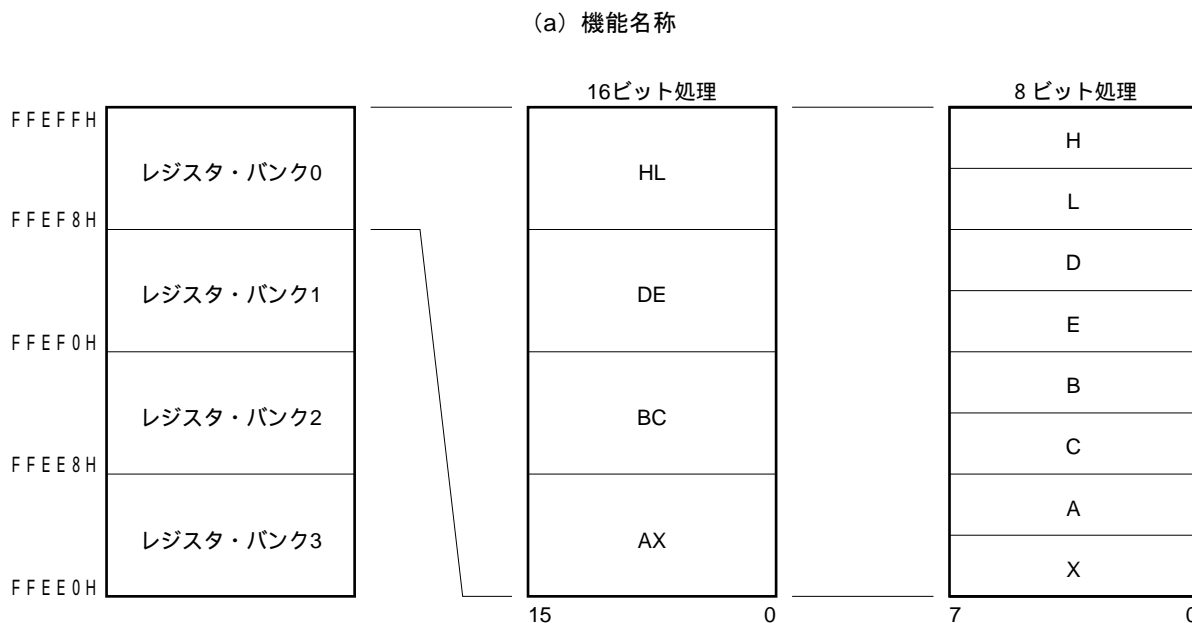 （a）機能名称
16ビット処理
8 ビット処理
FFEFFH
レジスタ・バンク0
HL
H
L
FFEF8H
レジスタ・バンク1
DE
D
E
FFEF0H
レジスタ・バンク2
BC
B
C
FFEE8H
レジスタ・バンク3
AX
A
X
FFEE0H
15
0
7
0